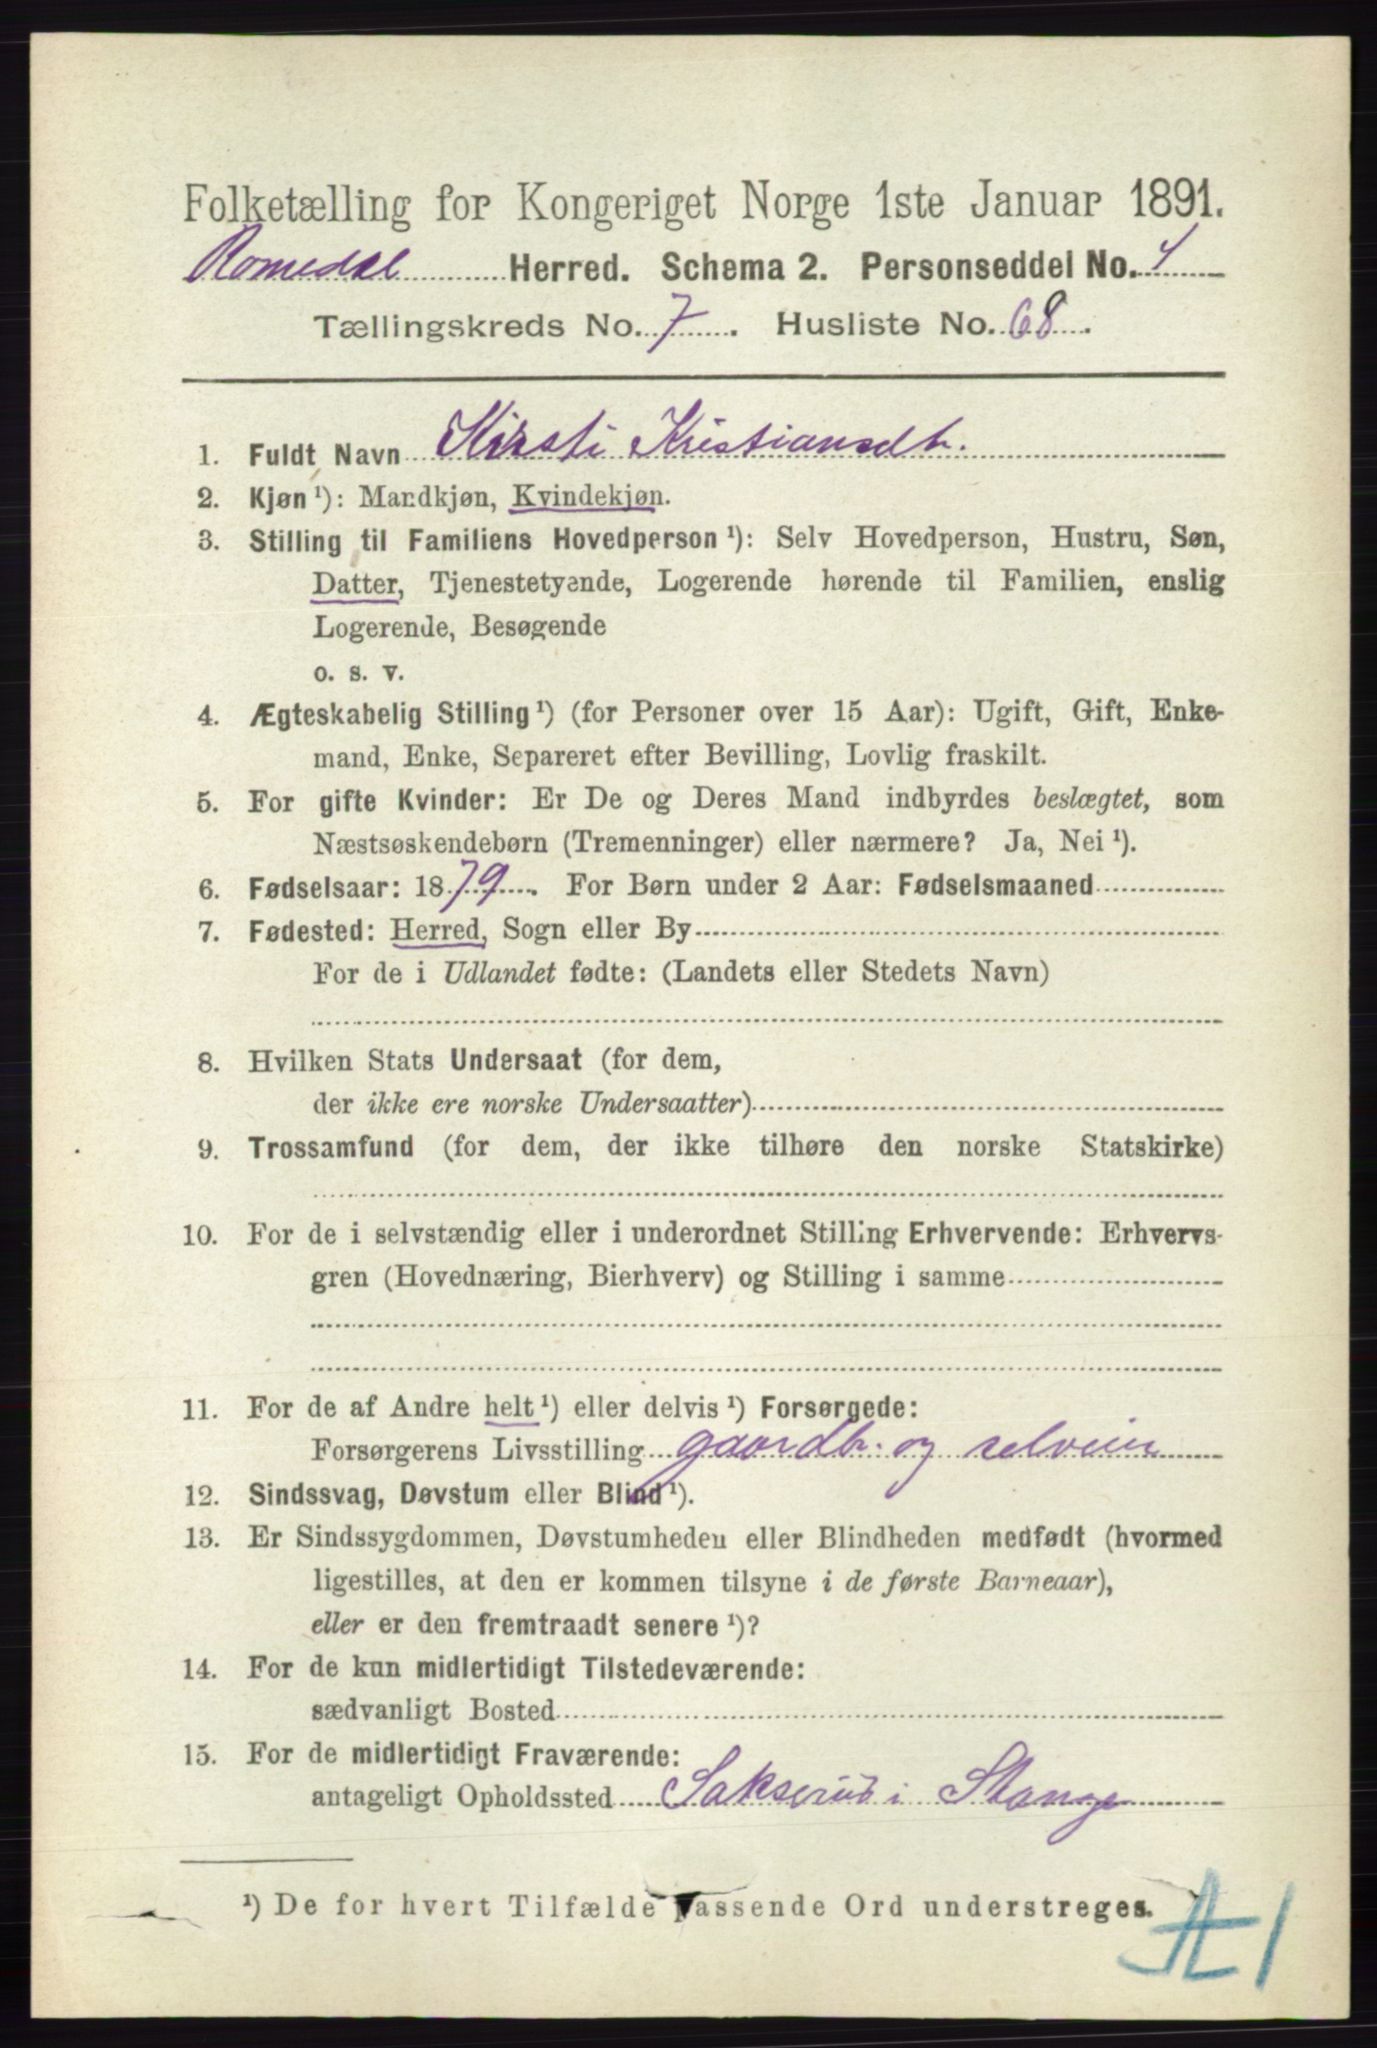 Folketælling for Kongeriget Norge 1ste Januar 1891.
Romedal Herred. Schema 2. Personseddel No. 4
Tællingskreds No. 7. Husliste No. 68.
1. Fuldt Navn Kirsti Kristiansdtr.
2. Kjøn ¹): Mandkjøn, Kvindekjøn.
3. Stilling til Familiens Hovedperson ¹): Selv Hovedperson, Hustru, Søn,
Datter, Tjenestetyende, Logerende hørende til Familien, enslig
Logerende, Besøgende
o. s. v.
4. Ægteskabelig Stilling ¹) (for Personer over 15 Aar): Ugift, Gift, Enke-
mand, Enke, Separeret efter Bevilling, Lovlig fraskilt.
5. For gifte Kvinder: Er De og Deres Mand indbyrdes beslægtet, som
Næstsøskendebørn (Tremenninger) eller nærmere? Ja, Nei ¹).
6. Fødselsaar: 1879. For Børn under 2 Aar: Fødselsmaaned
7. Fødested: Herred, Sogn eller By
For de i Udlandet fødte: (Landets eller Stedets Navn)
8. Hvilken Stats Undersaat (for dem,
der ikke ere norske Undersaatter)
9. Trossamfund (for dem, der ikke tilhøre den norske Statskirke)
10. For de i selvstændig eller i underordnet Stilling Erhvervende: Erhvervs-
gren (Hovednæring, Bierhverv) og Stilling i samme
11. For de af Andre helt ¹) eller delvis ¹) Forsørgede:
Forsørgerens Livsstilling gaardbr. og selveier
12. Sindssvag, Døvstum eller Blind ¹).
13. Er Sindssygdommen, Døvstumheden eller Blindheden medfødt (hvormed
ligestilles, at den er kommen tilsyne i de første Barneaar),
eller er den fremtraadt senere ¹)?
14. For de kun midlertidigt Tilstedeværende:
sædvanligt Bosted
15. For de midlertidigt Fraværende:
antageligt Opholdssted Sakserud i Stange
¹) De for hvert Tilfælde passende Ord understreges.